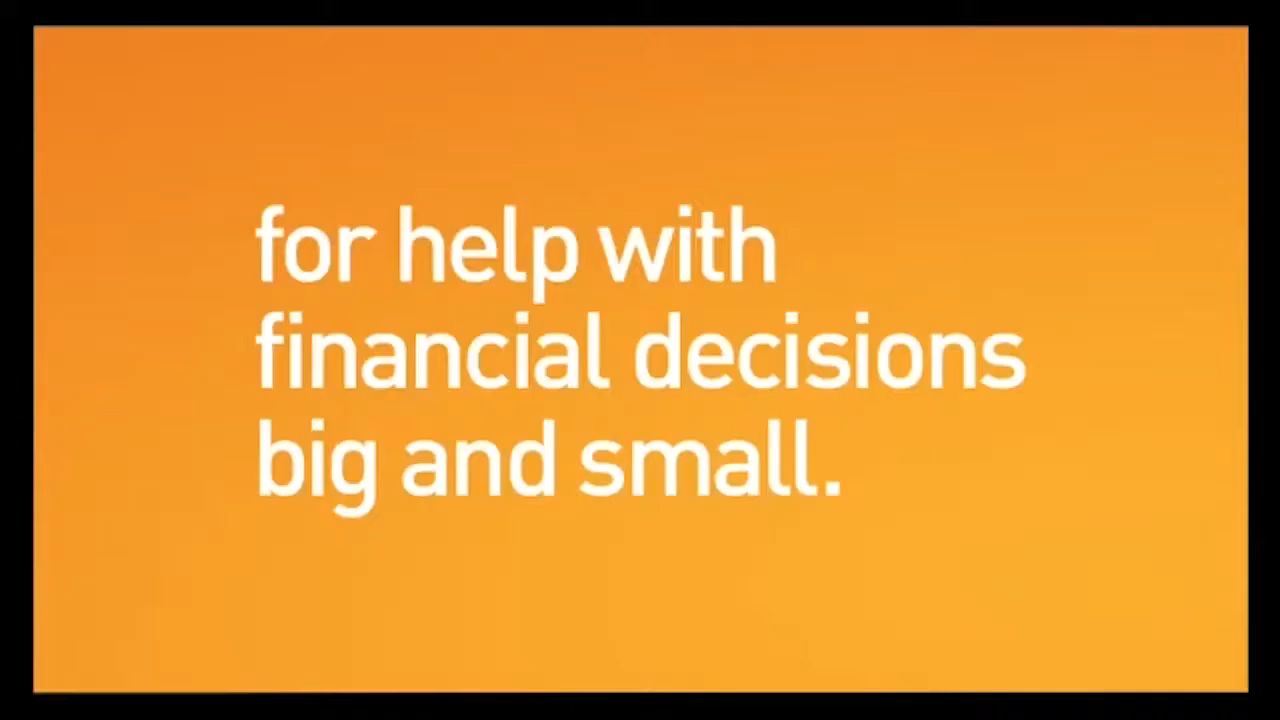 for help with
financial decisions
big and small.